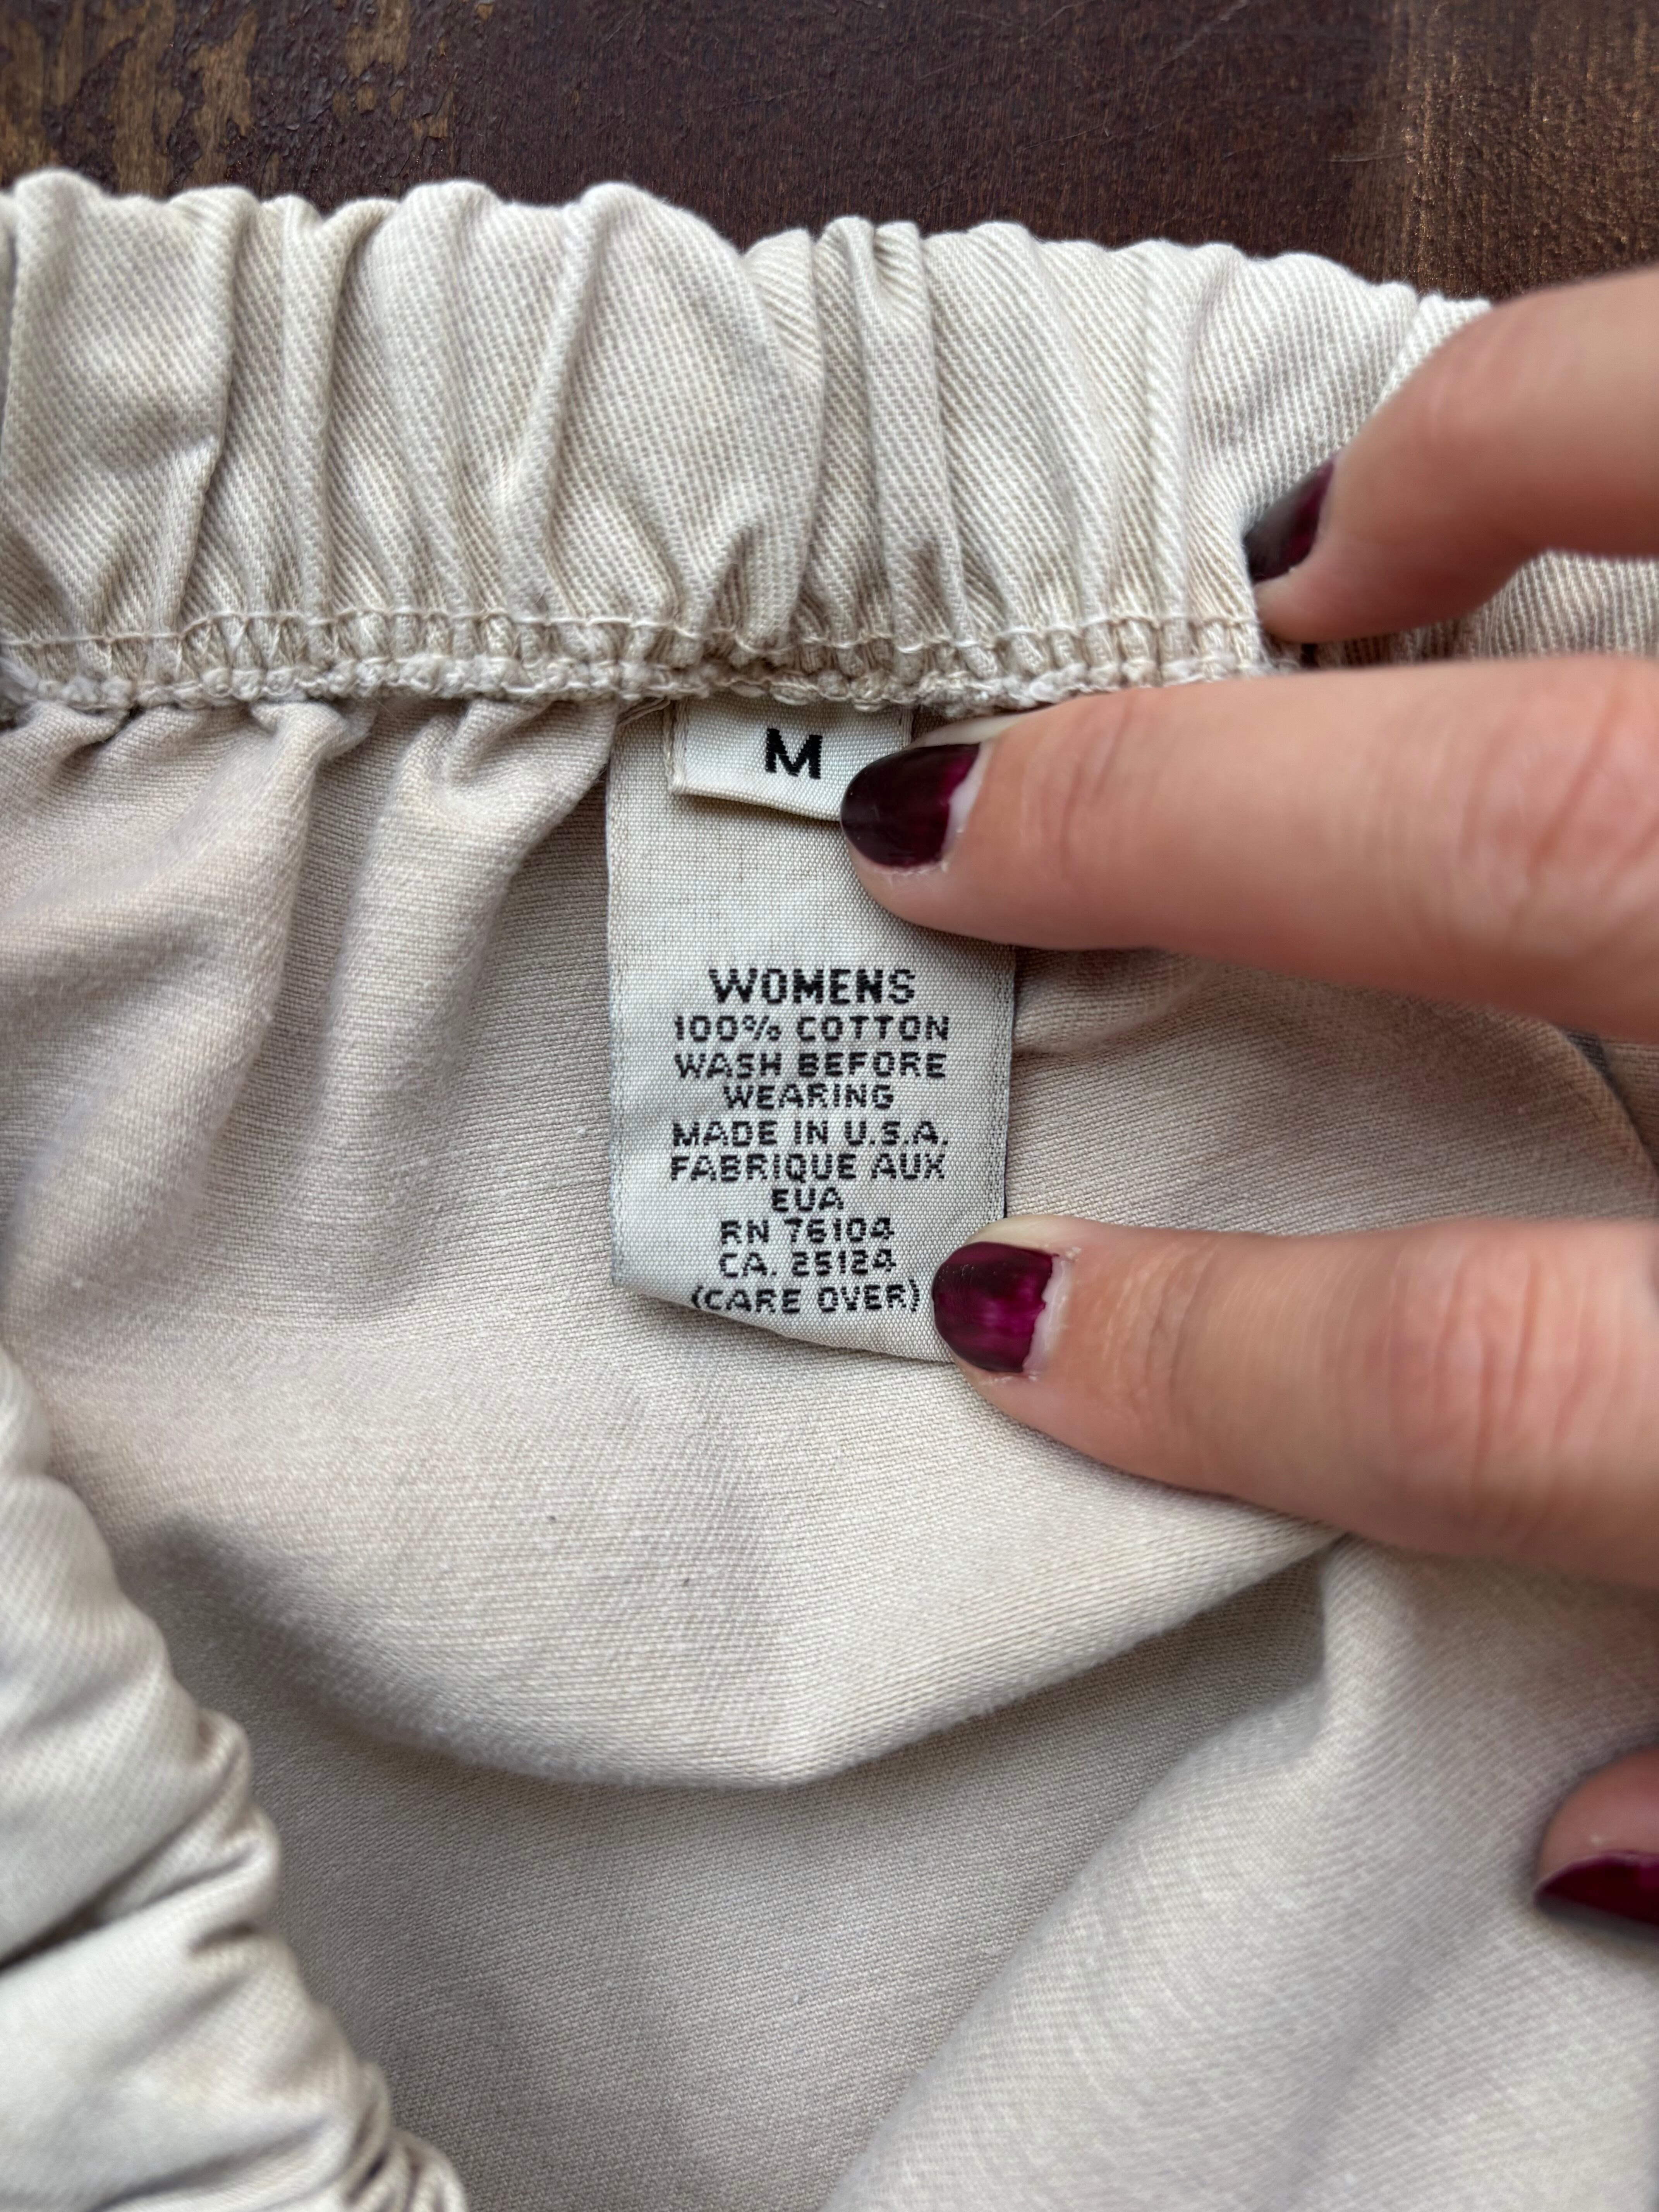 M
WOMENS
100% COTTON
WASH BEFORE
WEARING
MADE IN U.S.A.
FABRIQUE AUX
EUA
RN 76104
CA. 25124
(CARE OVER)